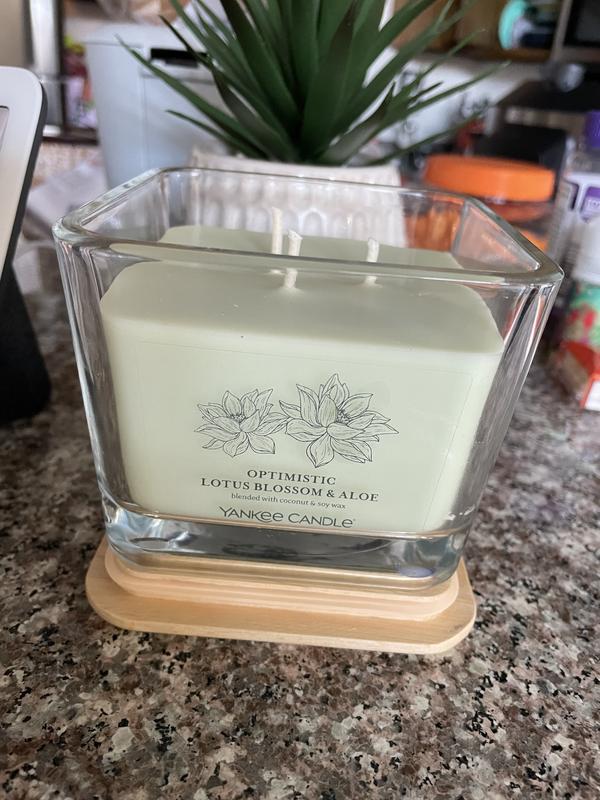 OPTIMISTIC
LOTUS BLOSSOM & ALOE
blended with coconut & soy wax
YANKEE CANDLE®